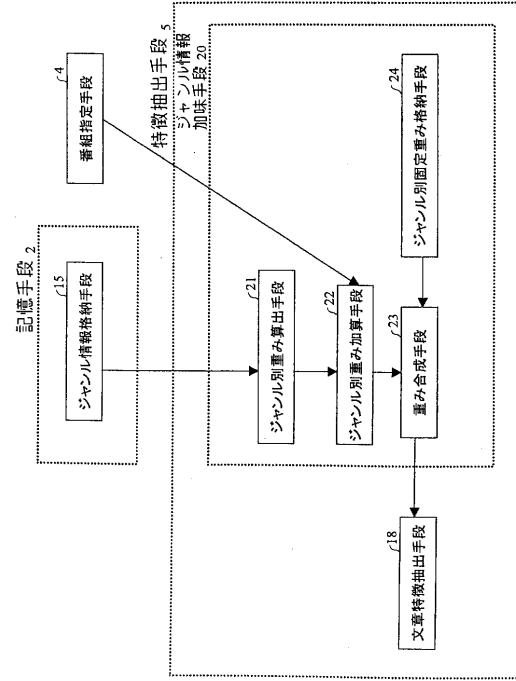 記憶手段 2
15
ジャンル情報格納手段
4
番組指定手段
特徴抽出手段 5
ジャンル情報
加味手段 20
21
ジャンル別重み算出手段
22
ジャンル別重み加算手段
23
重み合成手段
24
ジャンル別固定重み格納手段
18
文章特徴抽出手段